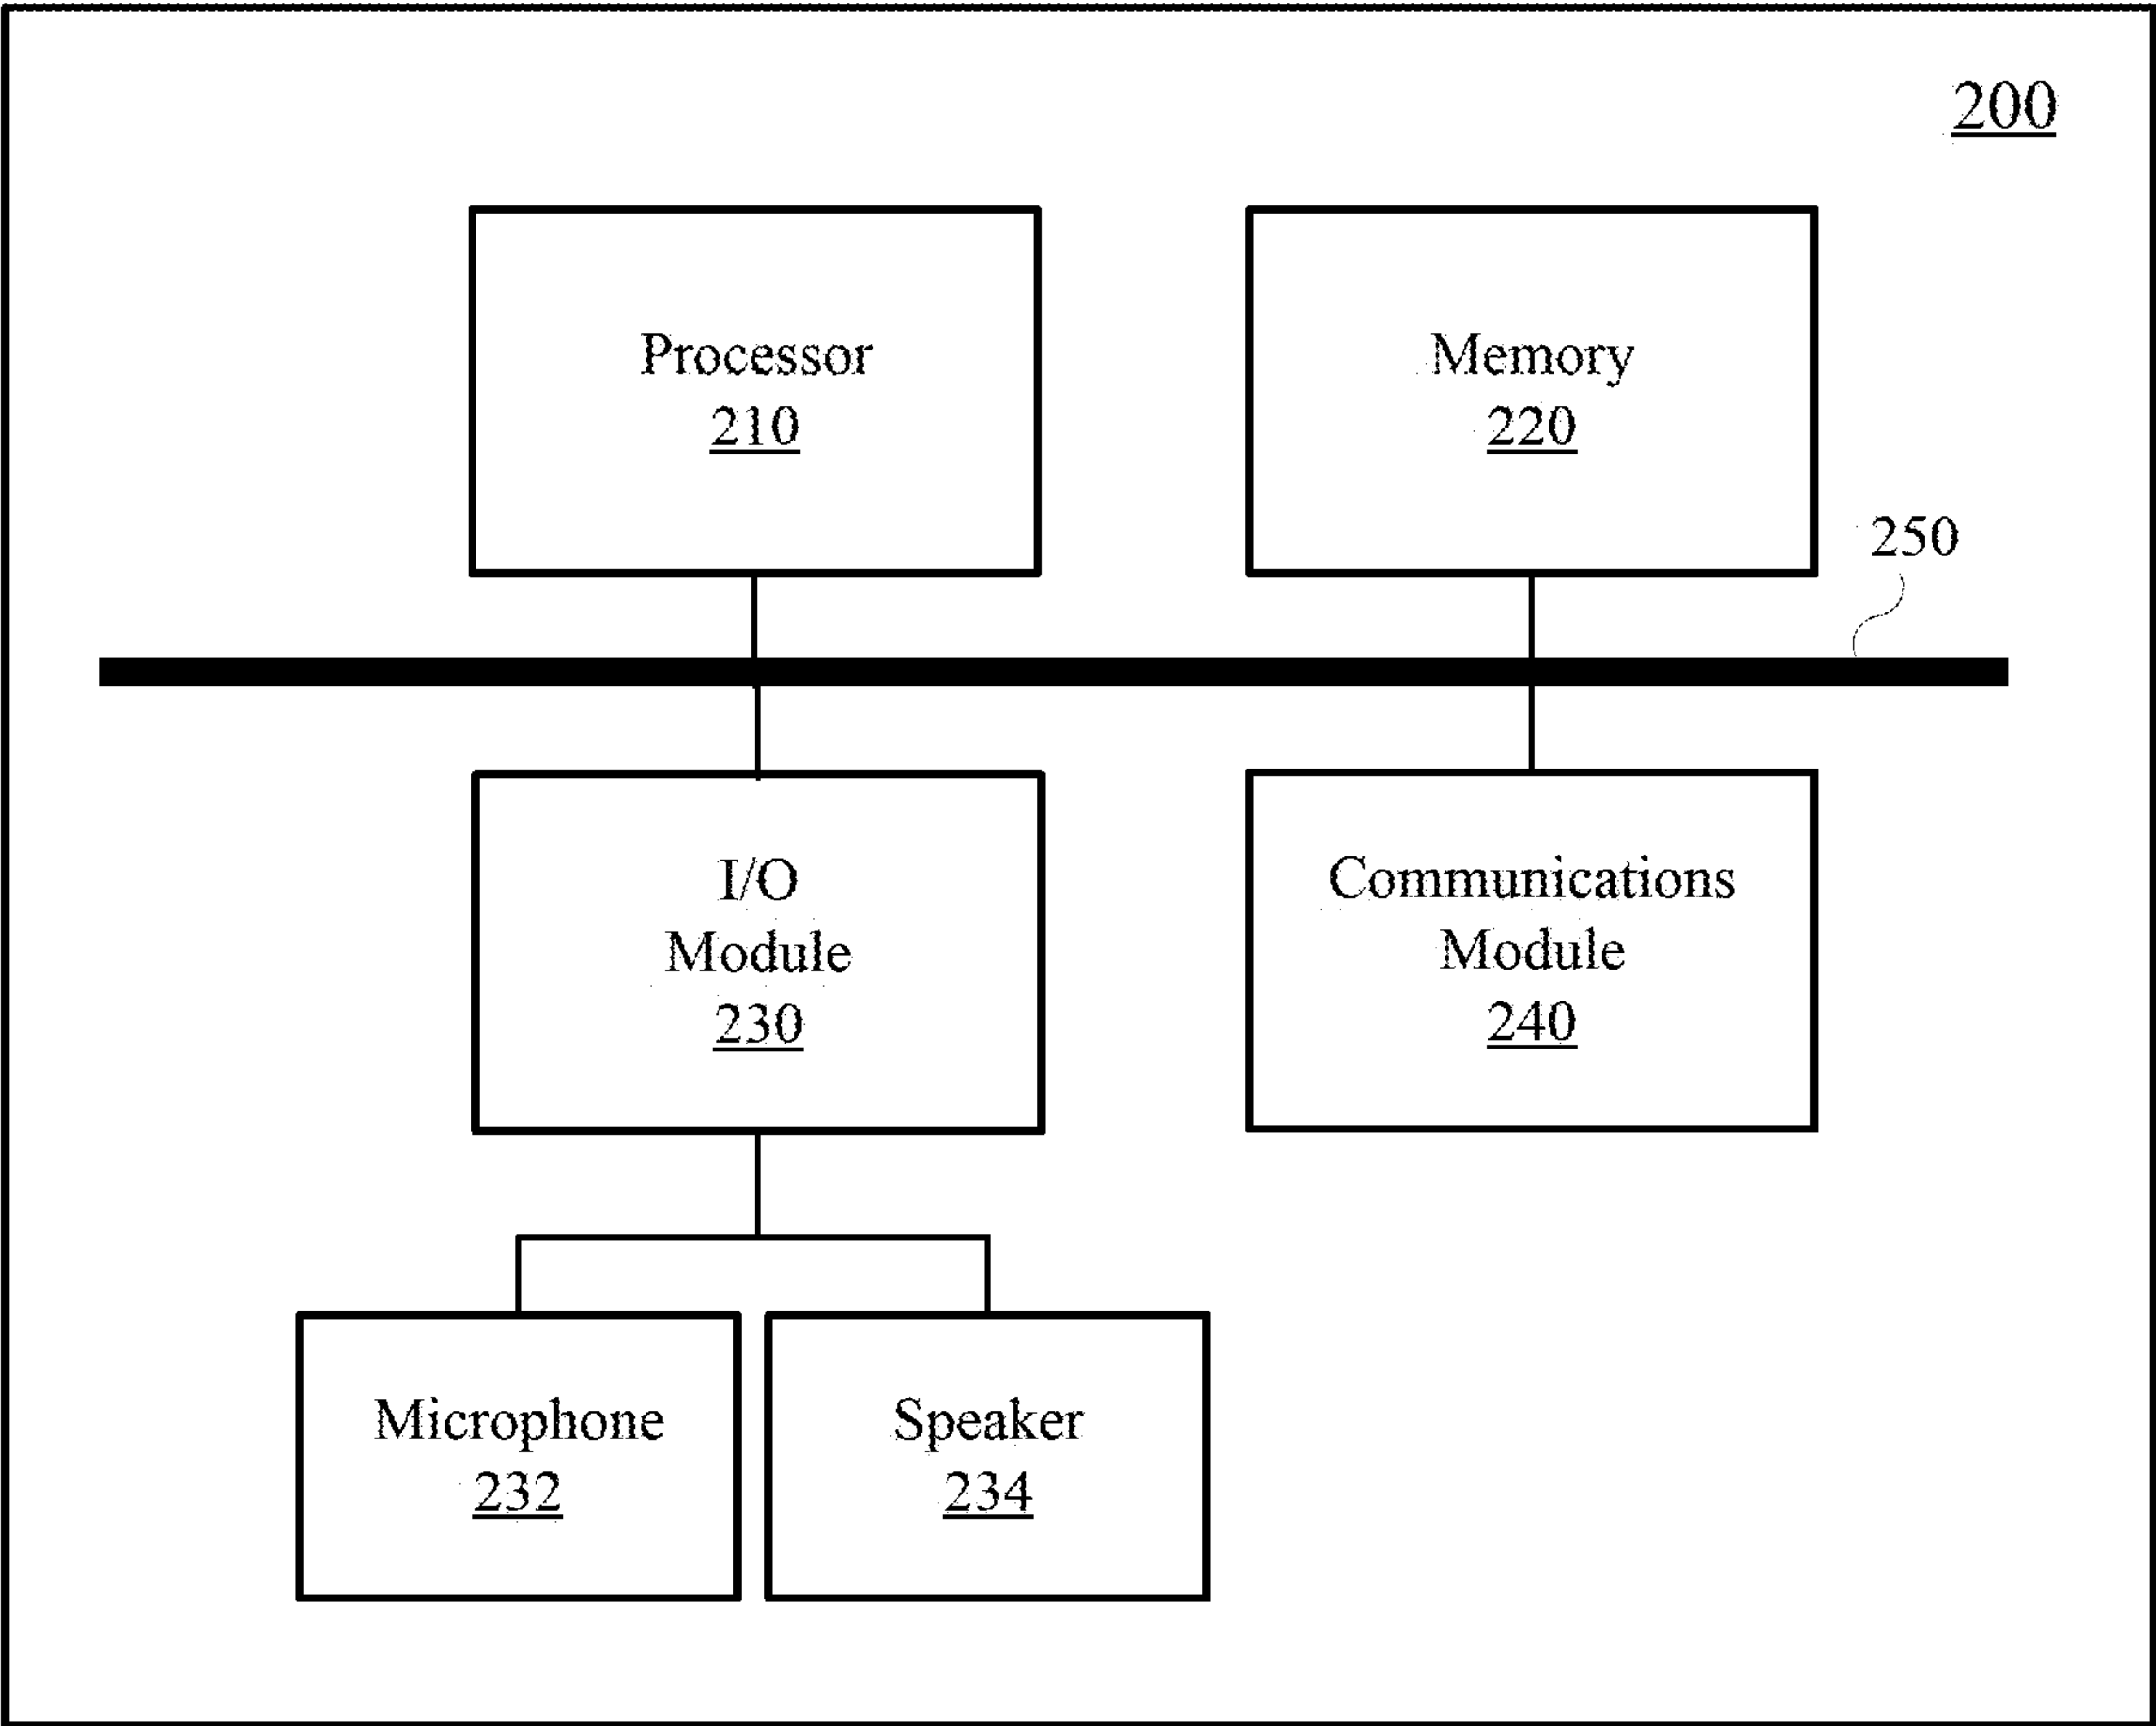 200
Processor
210
Memory
220
250
I/O
Module
230
Communications
Module
240
Microphone
232
Speaker
234